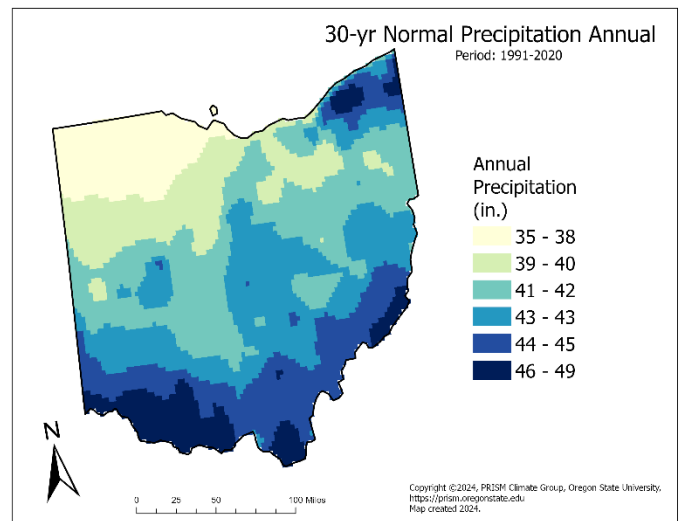 30-yr Normal Precipitation Annual
Period: 1991-2020
Annual
Precipitation
(in.)
35 - 38
39 - 40
41 - 42
43 - 43
44 - 45
46 - 49
N
0 25 50 100 Miles
Copyright ©2024, PRISM Climate Group, Oregon State University,
https://prism.oregonstate.edu
Map created 2024.